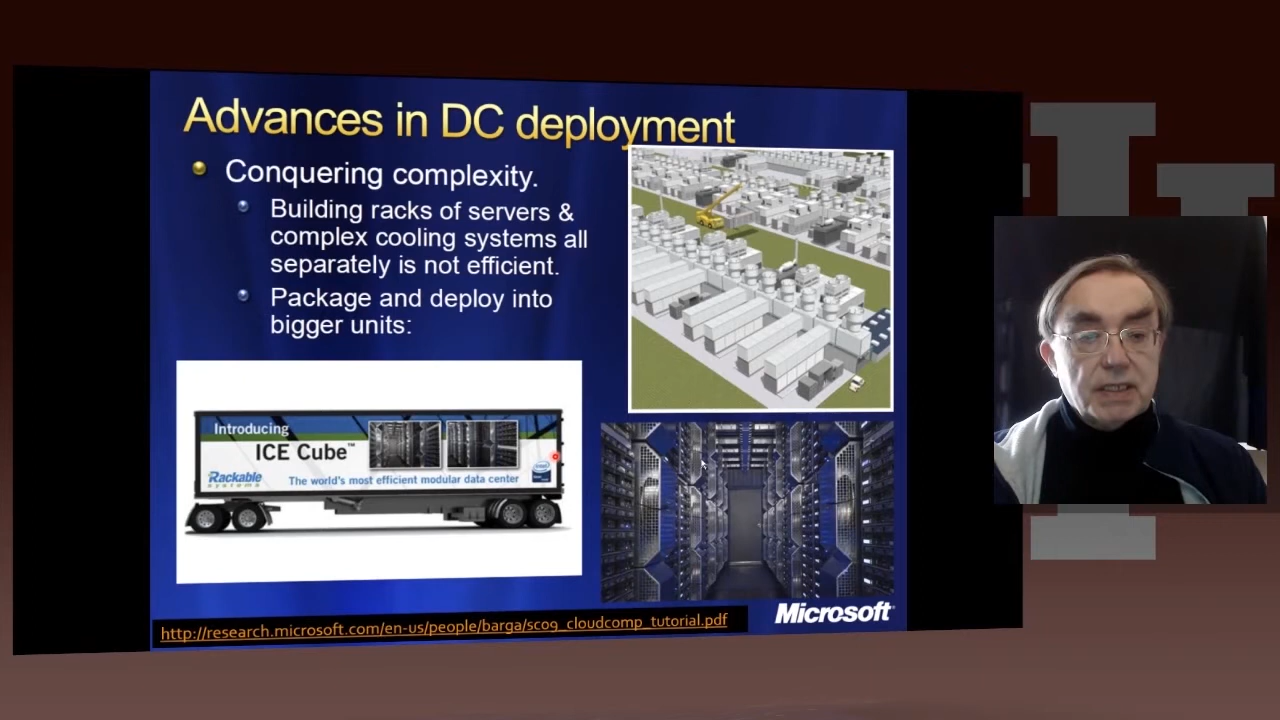 Advances in DC deployment
Conquering complexity.
Building racks of servers &
complex cooling systems all
separately is not efficient.
Package and deploy into
bigger units:
Introducing
ICE Cube™
Rackable
systems
The world's most efficient modular data center
Microsoft
http://research.microsoft.com/en-us/people/barga/sc09_cloudcomp_tutorial.pdf